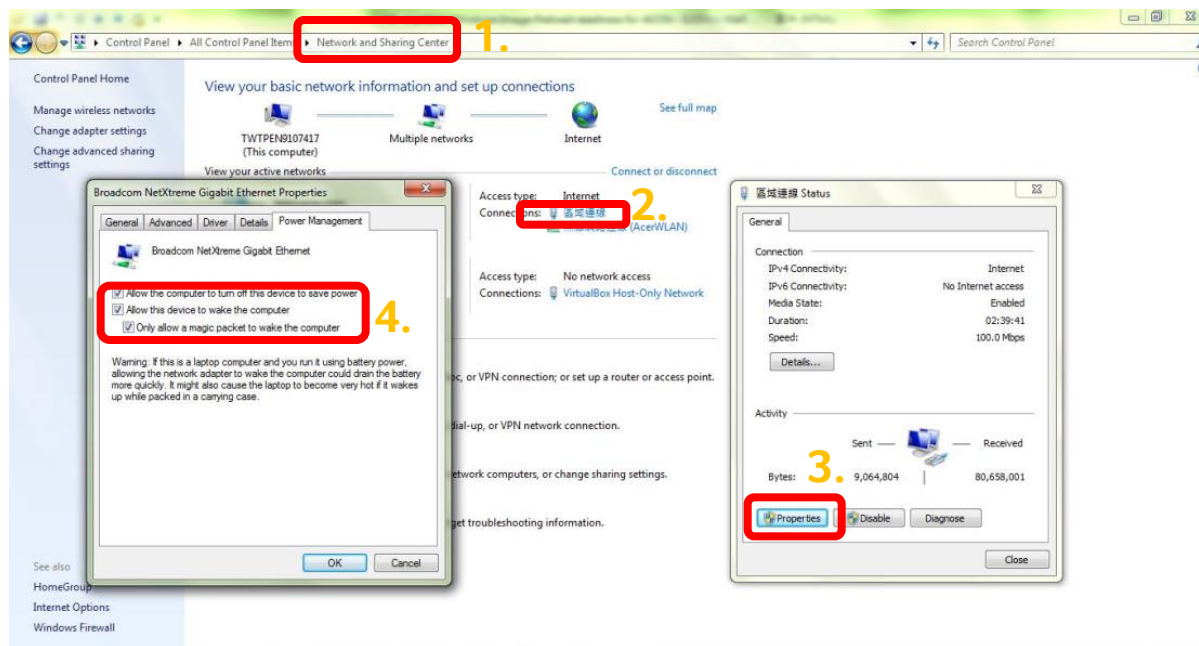 Control Panel ▸ All Control Panel Items ▸ Network and Sharing Center
1.
Search Control Panel
Control Panel Home
Manage wireless networks
Change adapter settings
Change advanced sharing
settings
See also
HomeGroup
Internet Options
Windows Firewall
View your basic network information and set up connections
See full map
TWTPEN9107417
(This computer)
Multiple networks
Internet
View your active networks
Connect or disconnect
Access type: Internet
Connections: 區域連線
2.
(AcerWLAN)
Access type: No network access
Connections: VirtualBox Host-Only Network
or VPN connection; or set up a router or access point.
dial-up, or VPN network connection.
network computers, or change sharing settings.
get troubleshooting information.
Broadcom NetXtreme Gigabit Ethernet Properties
General
Advanced
Driver
Details
Power Management
Broadcom NetXtreme Gigabit Ethernet
Allow the computer to turn off this device to save power
Allow this device to wake the computer
Only allow a magic packet to wake the computer
4.
Warning: If this is a laptop computer and you run it using battery power,
allowing the network adapter to wake the computer could drain the battery
more quickly. It might also cause the laptop to become very hot if it wakes
up while packed in a carrying case.
OK
Cancel
區域連線 Status
General
Connection
IPv4 Connectivity: Internet
IPv6 Connectivity: No Internet access
Media State: Enabled
Duration: 02:39:41
Speed: 100.0 Mbps
Details...
Activity
Sent
Received
3.
Bytes: 9,064,804 80,658,001
Properties
Disable
Diagnose
Close